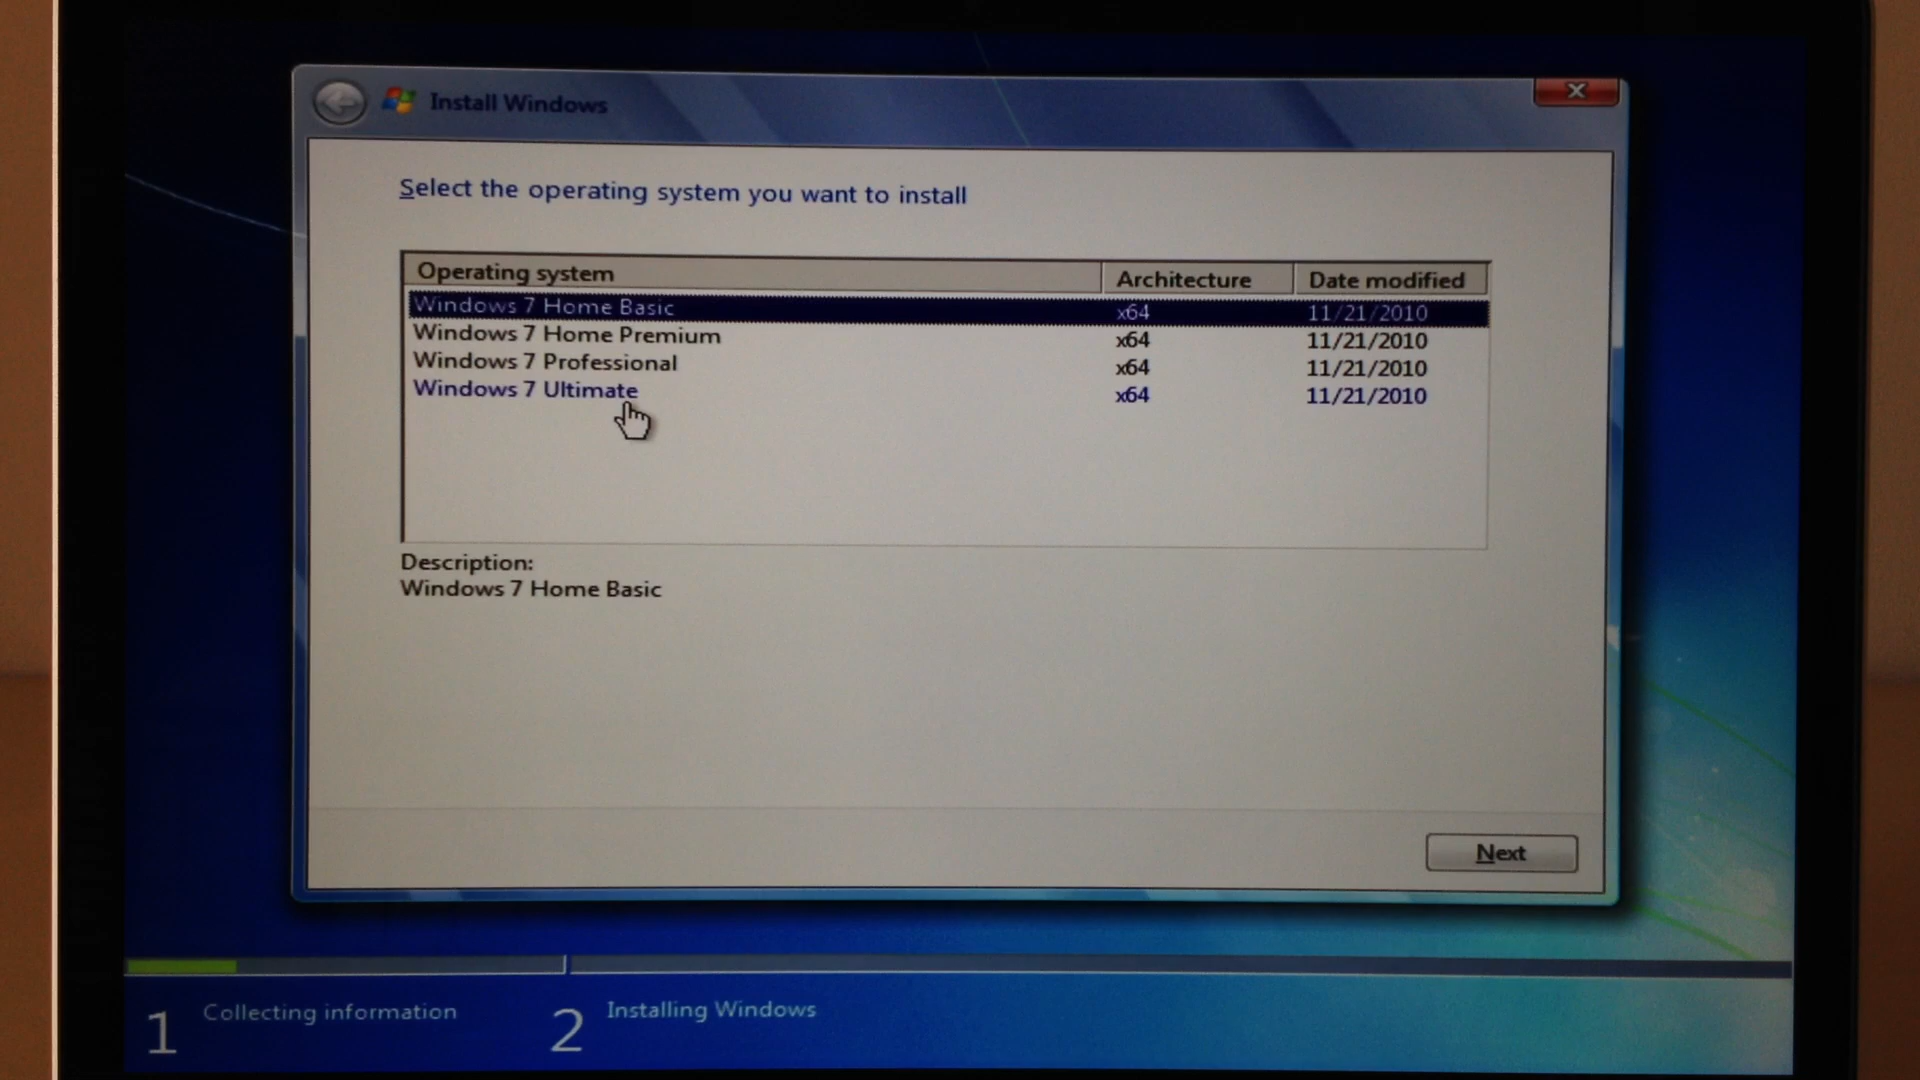 Install Windows
Select the operating system you want to install
Operating system Architecture Date modified
Windows 7 Home Basic x64 11/21/2010
Windows 7 Home Premium x64 11/21/2010
Windows 7 Professional x64 11/21/2010
Windows 7 Ultimate x64 11/21/2010
Description:
Windows 7 Home Basic
Next
1 Collecting information 2 Installing Windows